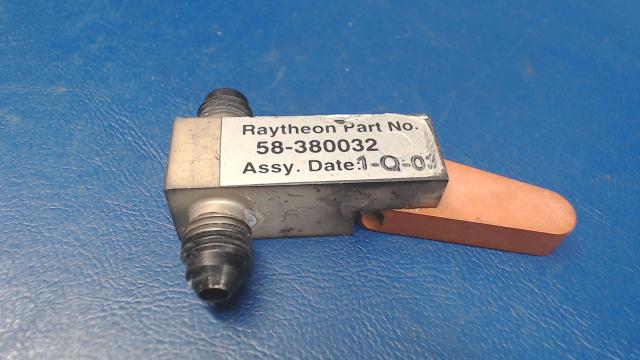 Raytheon Part No.
58-380032
Assy. Date:1-Q-03